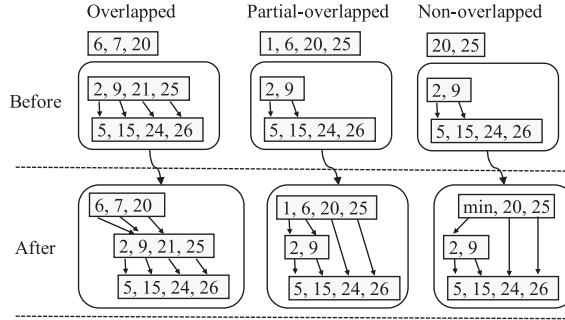 Overlapped Partial-overlapped Non-overlapped
6, 7, 20 1, 6, 20, 25 20, 25
Before
2, 9, 21, 25 2, 9 2, 9
5, 15, 24, 26 5, 15, 24, 26 5, 15, 24, 26
After
6, 7, 20 1, 6, 20, 25 min, 20, 25
2, 9, 21, 25 2, 9 2, 9
5, 15, 24, 26 5, 15, 24, 26 5, 15, 24, 26